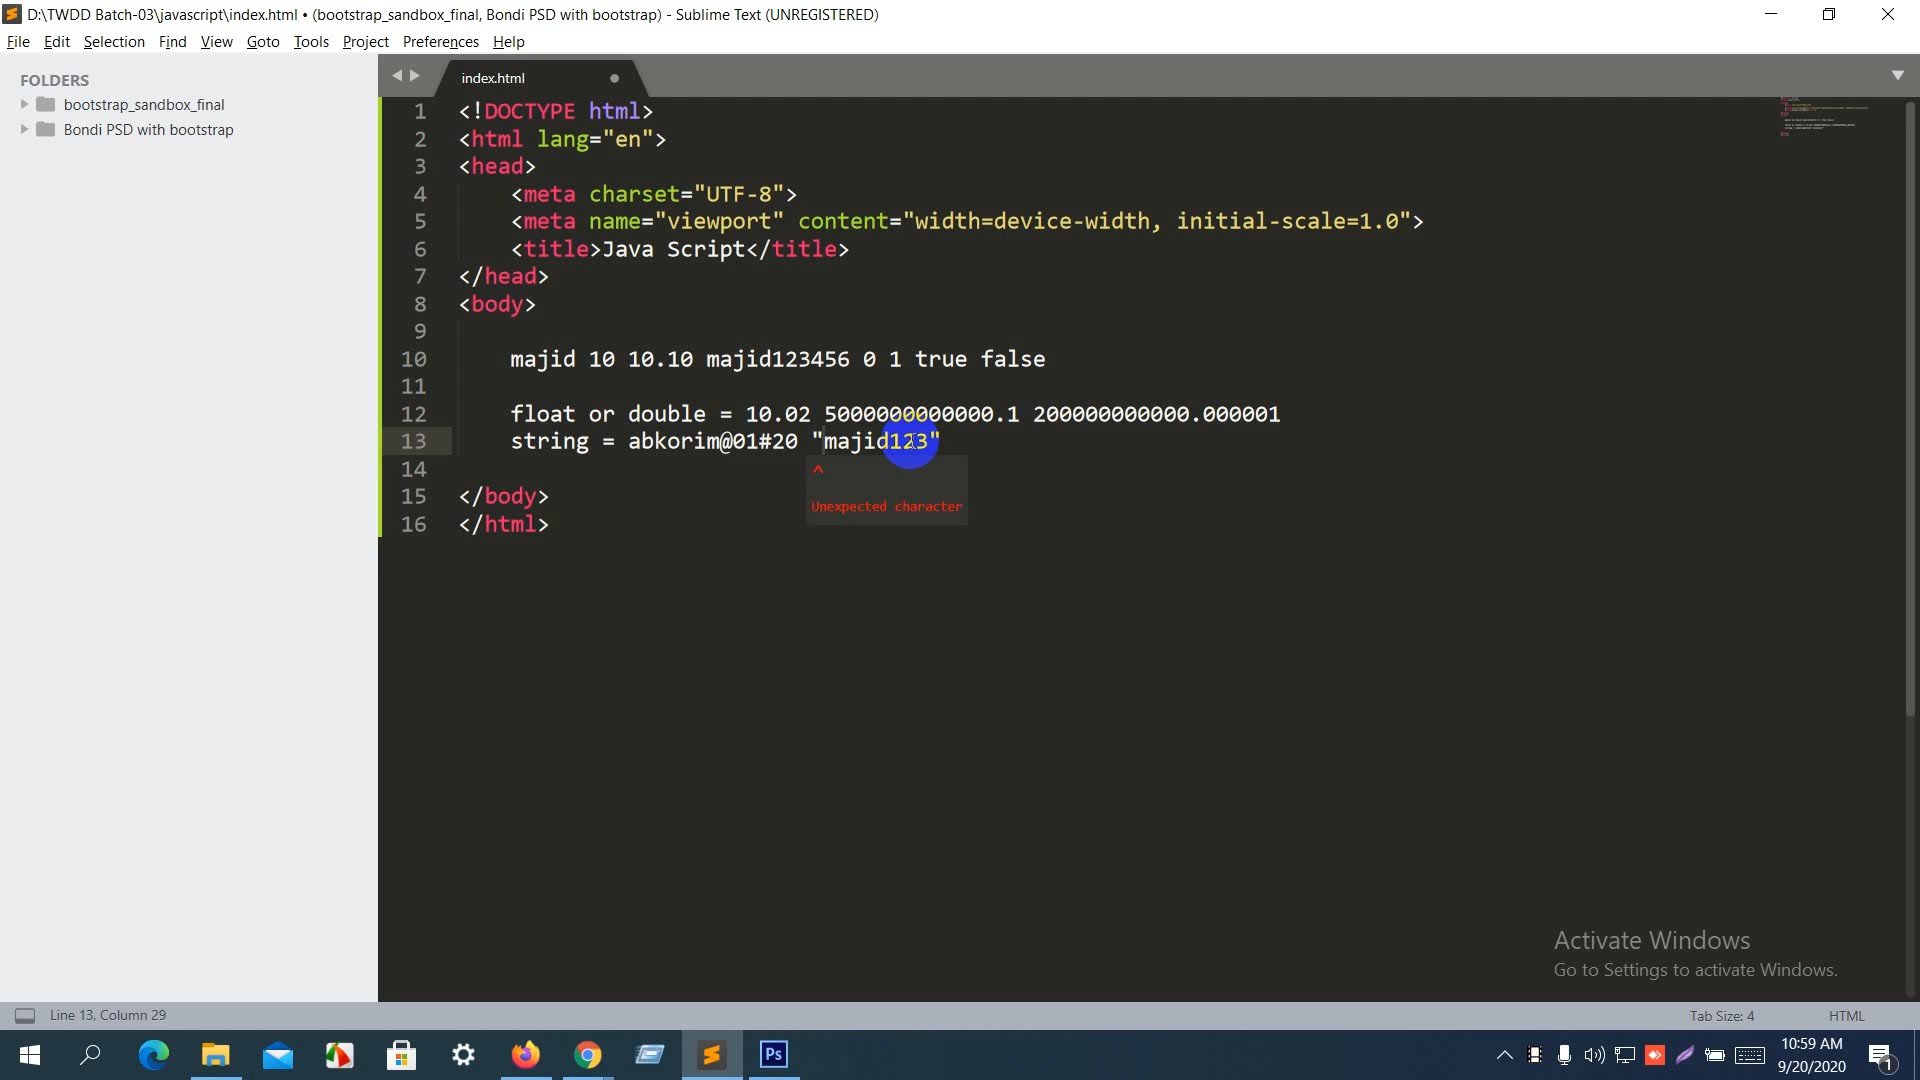 D:\TWDD Batch-03\javascript\index.html • (bootstrap_sandbox_final, Bondi PSD with bootstrap) - Sublime Text (UNREGISTERED)
File Edit Selection Find View Goto Tools Project Preferences Help
FOLDERS
bootstrap_sandbox_final
Bondi PSD with bootstrap
index.html
1 <!DOCTYPE html>
2 <html lang="en">
3 <head>
4 <meta charset="UTF-8">
5 <meta name="viewport" content="width=device-width, initial-scale=1.0">
6 <title>Java Script</title>
7 </head>
8 <body>
9
10 majid 10 10.10 majid123456 0 1 true false
11
12 float or double = 10.02 5000000000000.1 200000000000.000001
13 string = abkorim@01#20 "majid123"
^
Unexpected character
14
15 </body>
16 </html>
Activate Windows
Go to Settings to activate Windows.
Line 13, Column 29
Tab Size: 4
HTML
Ps
10:59 AM
9/20/2020
1